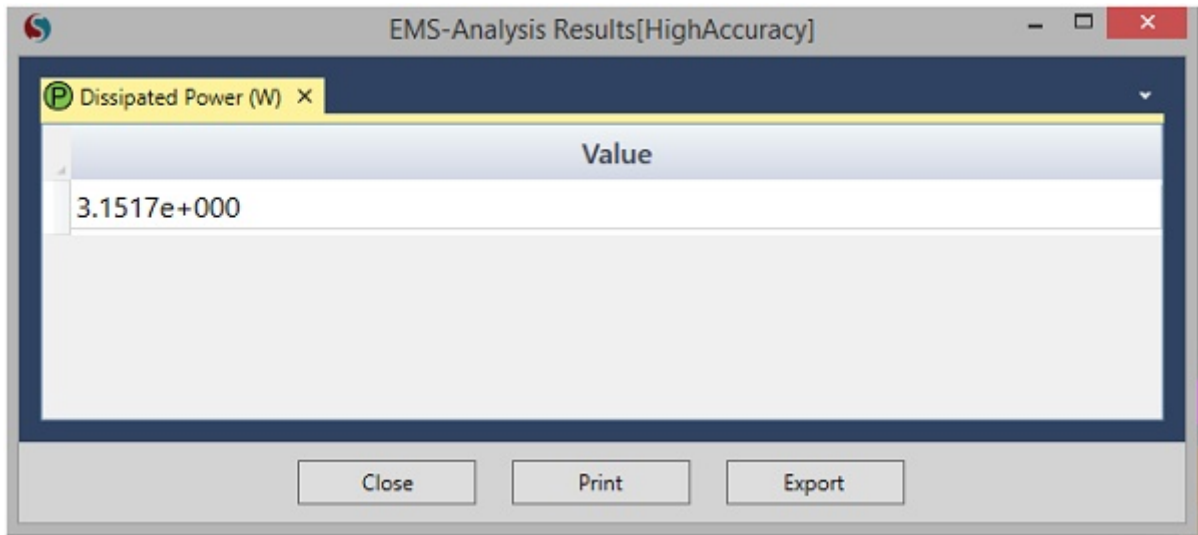 EMS-Analysis Results[HighAccuracy]
P Dissipated Power (W)
Value
3.1517e+000
Close Print Export